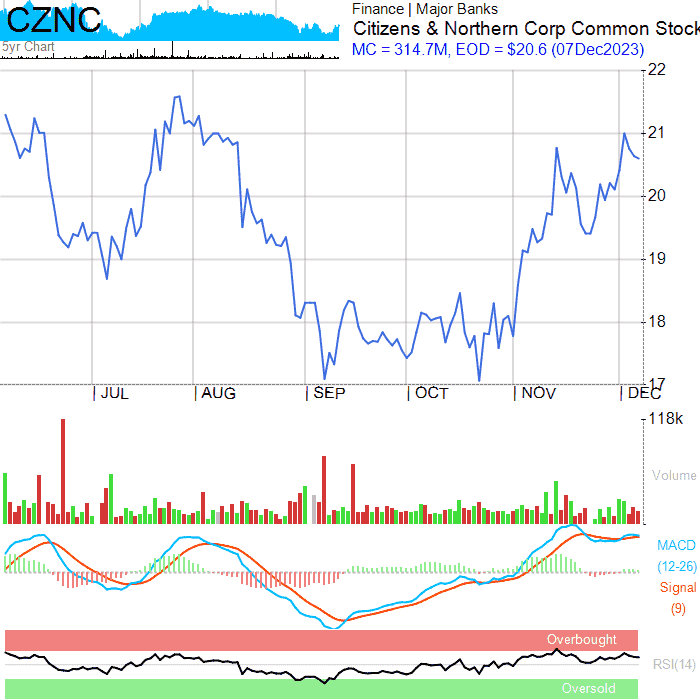 CZNC
5yr Chart
Finance | Major Banks
Citizens & Northern Corp Common Stock
MC = 314.7M, EOD = $20.6 (07Dec2023)
22
21
20
19
18
17
JUL AUG SEP OCT NOV DEC
118k
Volume
MACD
(12-26)
Signal
(9)
Overbought
RSI(14)
Oversold